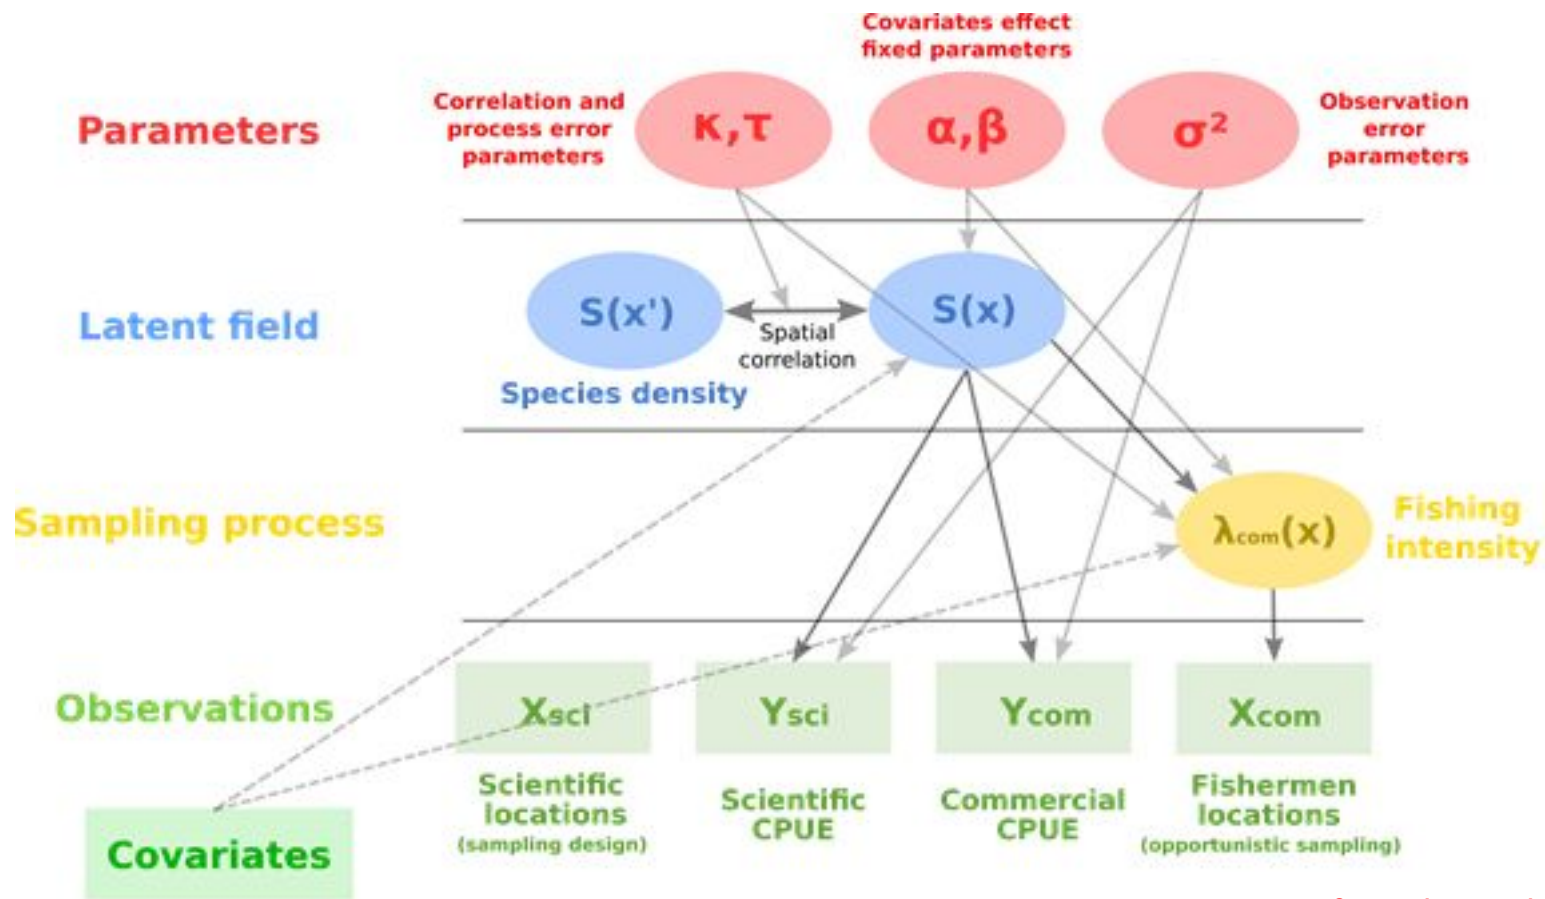 Covariates effect
fixed parameters
Parameters
Correlation and
process error
parameters
κ,τ
α,β
σ²
Observation
error
parameters
Latent field
S(x')
S(x)
Spatial
correlation
Species density
Sampling process
λcom(x)
Fishing
intensity
Observations
Xsci
Ysci
Ycom
Xcom
Scientific
locations
(sampling design)
Scientific
CPUE
Commercial
CPUE
Fishermen
locations
(opportunistic sampling)
Covariates